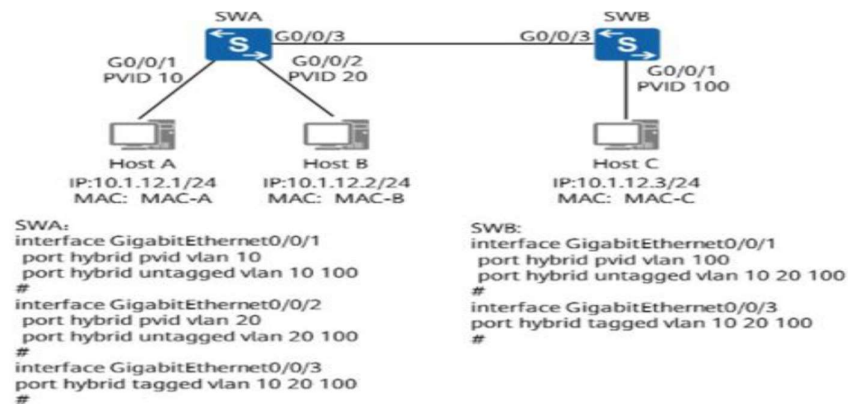 SWA
SWB
S
G0/0/3
G0/0/3
S
G0/0/1
PVID 10
G0/0/2
PVID 20
G0/0/1
PVID 100
Host A
Host B
Host C
IP:10.1.12.1/24
IP:10.1.12.2/24
IP:10.1.12.3/24
MAC: MAC-A
MAC: MAC-B
MAC: MAC-C
SWA:
interface GigabitEthernet0/0/1
port hybrid pvid vlan 10
port hybrid untagged vlan 10 100
#
interface GigabitEthernet0/0/2
port hybrid pvid vlan 20
port hybrid untagged vlan 20 100
#
interface GigabitEthernet0/0/3
port hybrid tagged vlan 10 20 100
#
SWB:
interface GigabitEthernet0/0/1
port hybrid pvid vlan 100
port hybrid untagged vlan 10 20 100
#
interface GigabitEthernet0/0/3
port hybrid tagged vlan 10 20 100
#